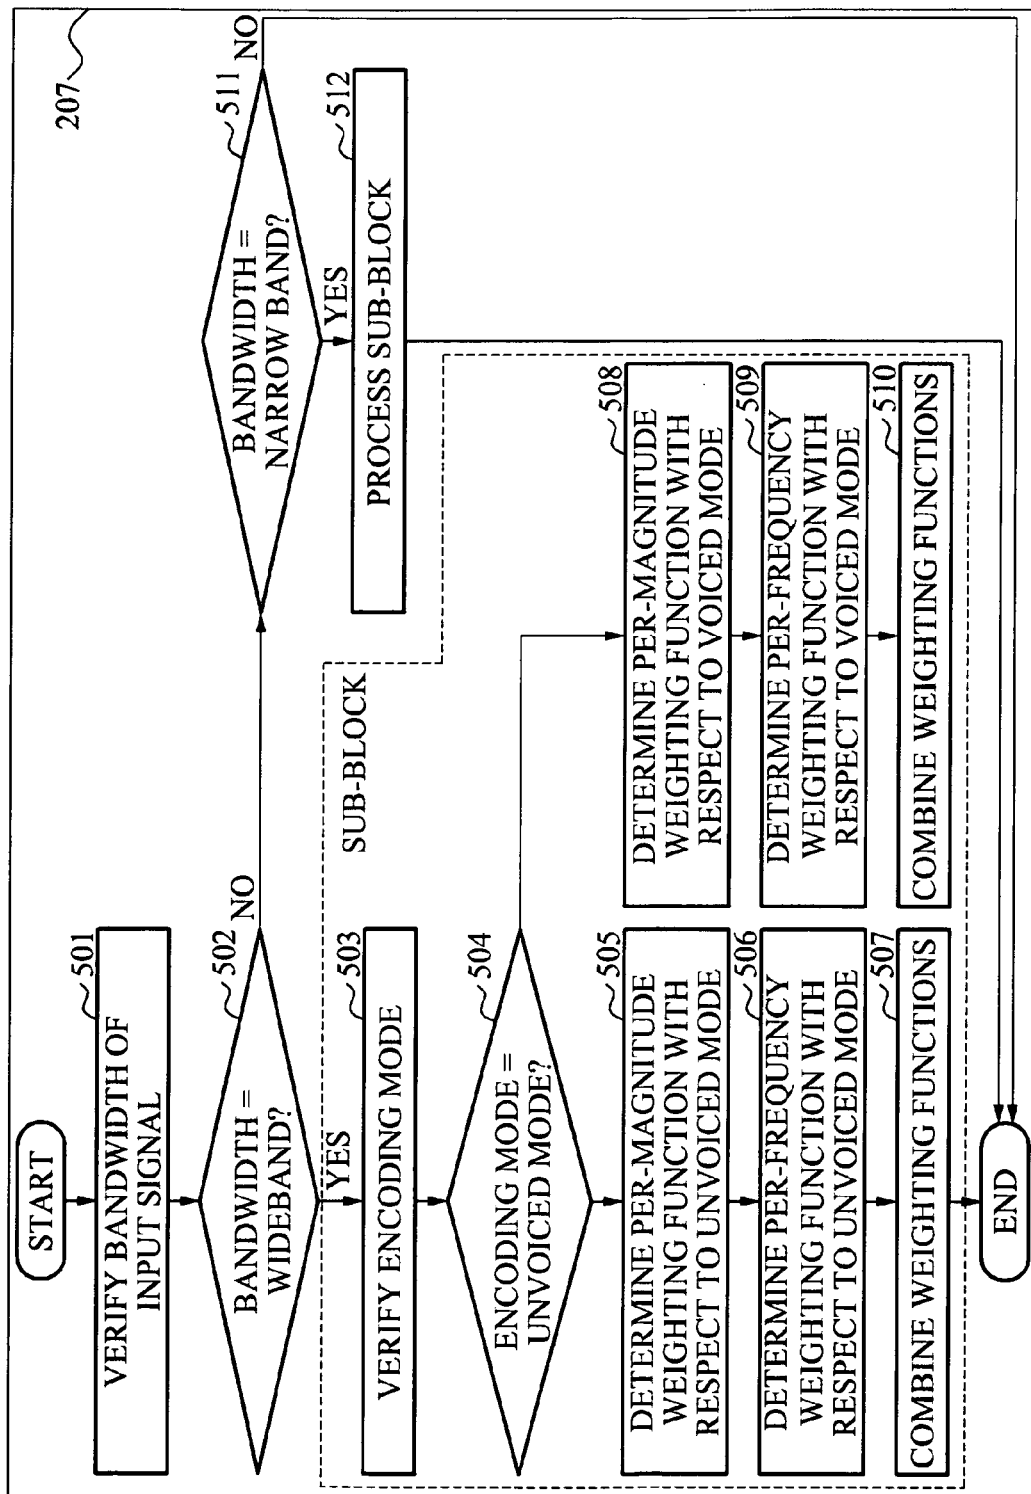 207
START
501
VERIFY BANDWIDTH OF
INPUT SIGNAL
502
BANDWIDTH =
WIDEBAND?
NO
YES
511
BANDWIDTH =
NARROW BAND?
NO
YES
512
PROCESS SUB-BLOCK
SUB-BLOCK
503
VERIFY ENCODING MODE
504
ENCODING MODE =
UNVOICED MODE?
505
DETERMINE PER-MAGNITUDE
WEIGHTING FUNCTION WITH
RESPECT TO UNVOICED MODE
506
DETERMINE PER-FREQUENCY
WEIGHTING FUNCTION WITH
RESPECT TO UNVOICED MODE
507
COMBINE WEIGHTING FUNCTIONS
508
DETERMINE PER-MAGNITUDE
WEIGHTING FUNCTION WITH
RESPECT TO VOICED MODE
509
DETERMINE PER-FREQUENCY
WEIGHTING FUNCTION WITH
RESPECT TO VOICED MODE
510
COMBINE WEIGHTING FUNCTIONS
END